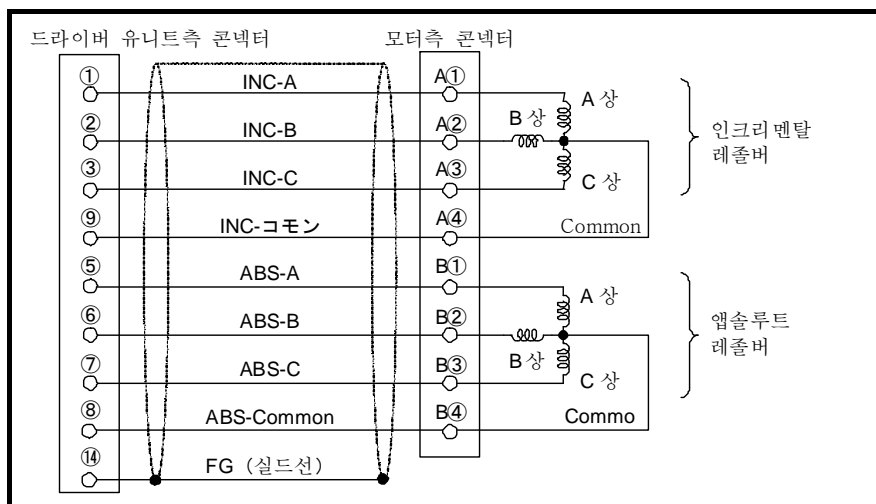 드라이버 유니트측 콘넥터 모터측 콘넥터
① INC-A A① A 상
② INC-B A② B 상 인크리멘탈
레졸버
③ INC-C A③ C 상
⑨ INC-コモン A④ Common
⑤ ABS-A B① A 상
⑥ ABS-B B② B 상 앱솔루트
레졸버
⑦ ABS-C B③ C 상
⑧ ABS-Common B④ Commo
⑭ FG (실드선)